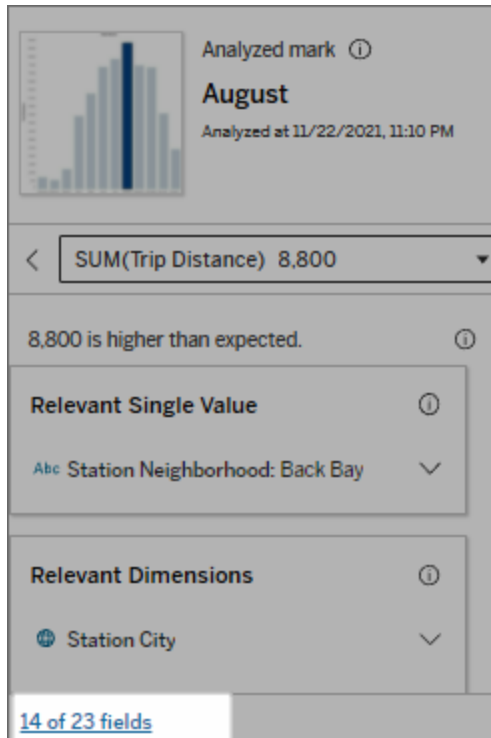 Analyzed mark
August
Analyzed at 11/22/2021, 11:10 PM
SUM(Trip Distance) 8,800
8,800 is higher than expected.
Relevant Single Value
Abc Station Neighborhood: Back Bay
Relevant Dimensions
Station City
14 of 23 fields